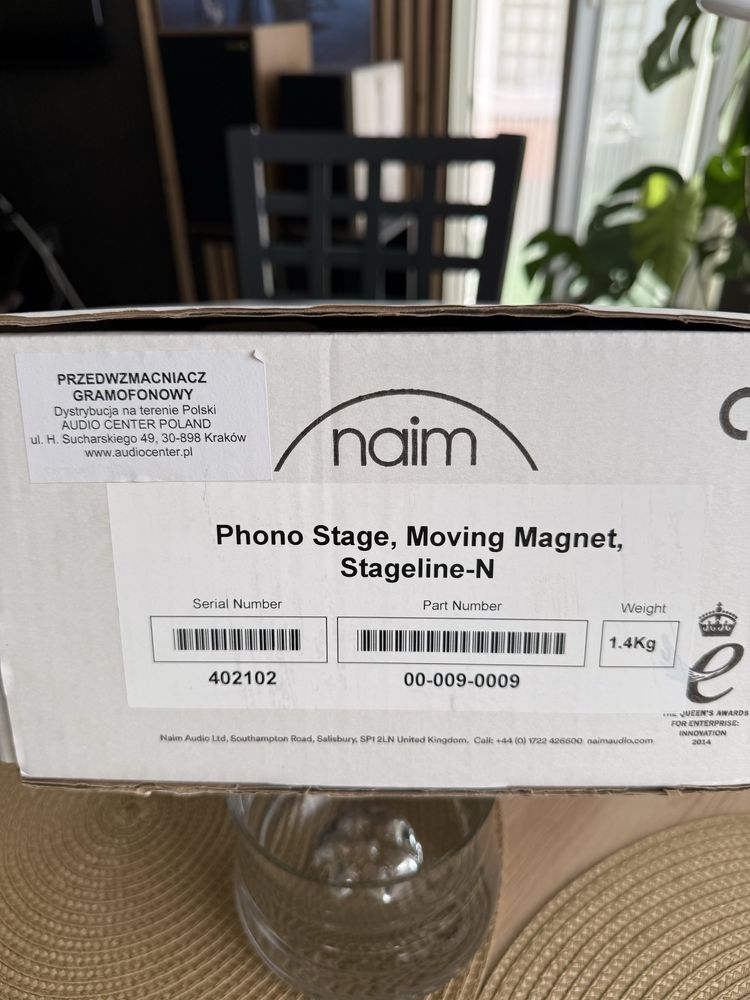 PRZEDWZMACNIACZ
GRAMOFONOWY
Dystrybucja na terenie Polski
AUDIO CENTER POLAND
ul. H. Sucharskiego 49, 30-898 Kraków
www.audiocenter.pl
naim
Phono Stage, Moving Magnet,
Stageline-N
Serial Number
Part Number
Weight
1.4Kg
402102
00-009-0009
e
THE QUEEN'S AWARDS
FOR ENTERPRISE:
INNOVATION
2014
Naim Audio Ltd, Southampton Road, Salisbury, SP1 2LN United Kingdom. Call: +44 (0) 1722 426600 naimaudio.com